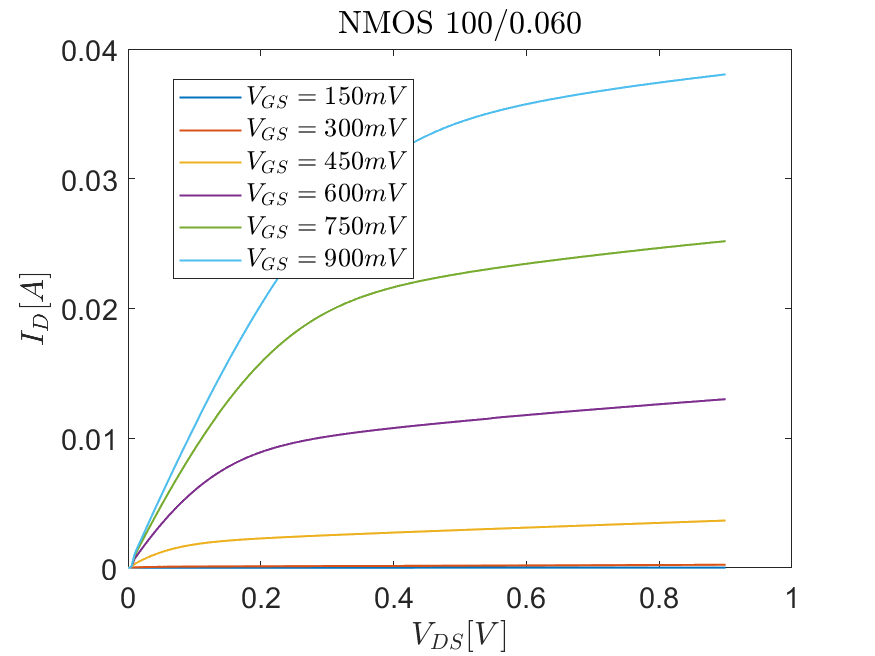 NMOS 100/0.060
0.04
0.03
0.02
0.01
0
I_D[A]
V_GS = 150mV
V_GS = 300mV
V_GS = 450mV
V_GS = 600mV
V_GS = 750mV
V_GS = 900mV
0 0.2 0.4 0.6 0.8 1
V_DS[V]